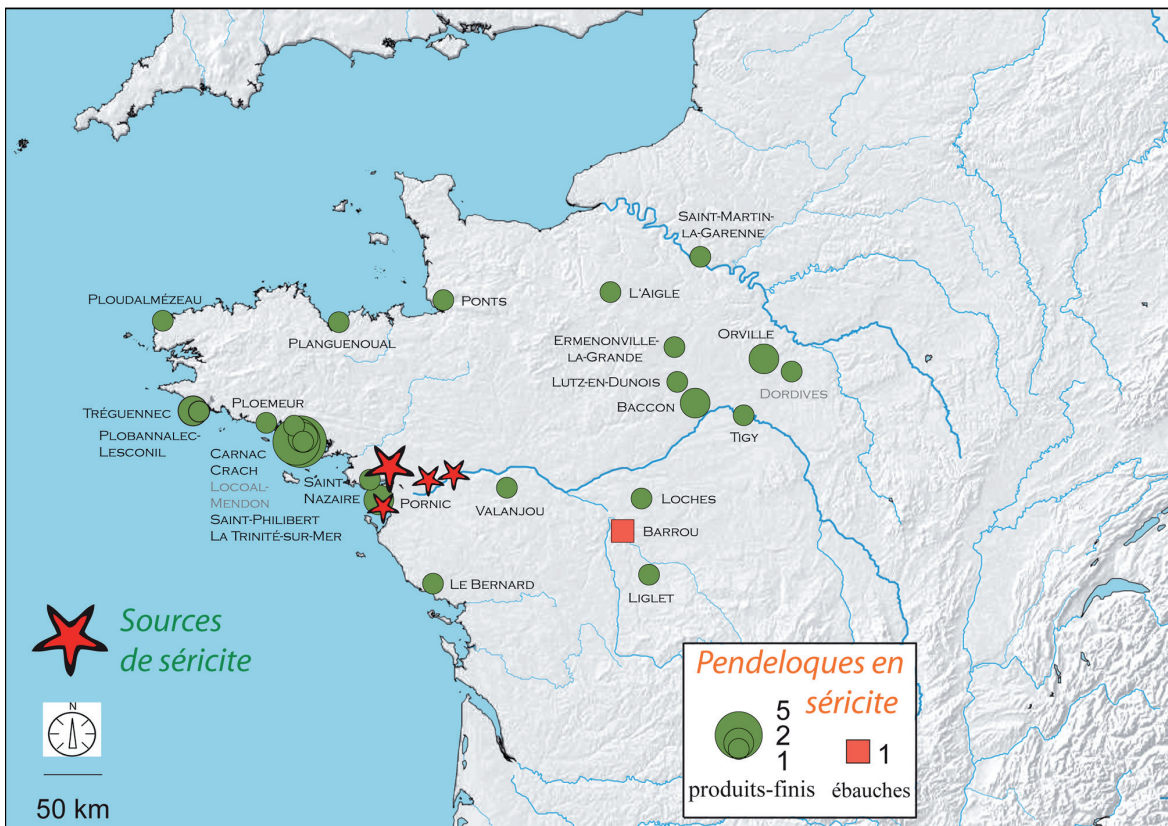 Saint-Martin-
la-Garenne
L'Aigle
Ponts
Ploudalmézeau
Planguenoual
Ermenonville-
la-Grande
Orville
Lutz-en-Dunois
Dordives
Baccon
Tigy
Tréguennec
Ploemeur
Plobannalec-
Lesconil
Carnac
Crach
Locoal-
Mendon
Saint-Philibert
La Trinité-sur-Mer
Saint-
Nazaire
Pornic
Valanjou
Loches
Barrou
Le Bernard
Liglet
Sources
de séricite
N
50 km
Pendeloques en
séricite
5
2
1
1
produits-finis
ébauches